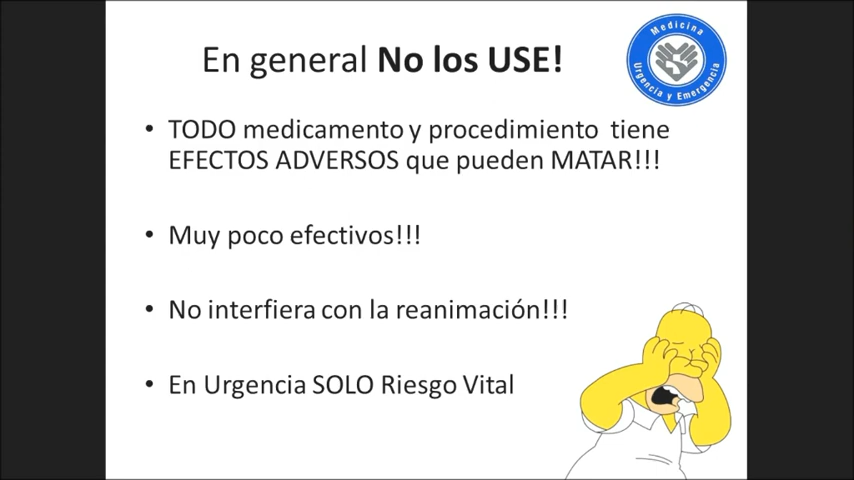 En general No los USE!
Medicina
Urgencia y Emergencia
• TODO medicamento y procedimiento tiene
EFECTOS ADVERSOS que pueden MATAR!!!
• Muy poco efectivos!!!
• No interfiera con la reanimación!!!
• En Urgencia SOLO Riesgo Vital